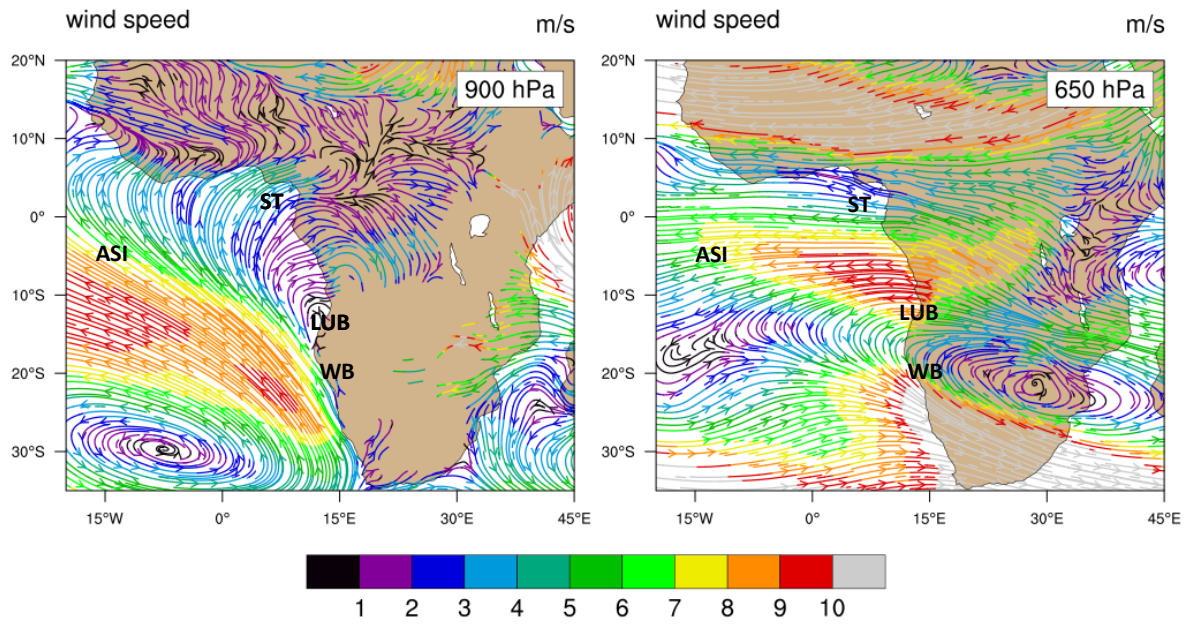 wind speed m/s
20°N
10°N
0°
10°S
20°S
30°S
900 hPa
ST
ASI
LUB
WB
15°W 0° 15°E 30°E 45°E
wind speed m/s
20°N
10°N
0°
10°S
20°S
30°S
650 hPa
ST
ASI
LUB
WB
15°W 0° 15°E 30°E 45°E
1 2 3 4 5 6 7 8 9 10